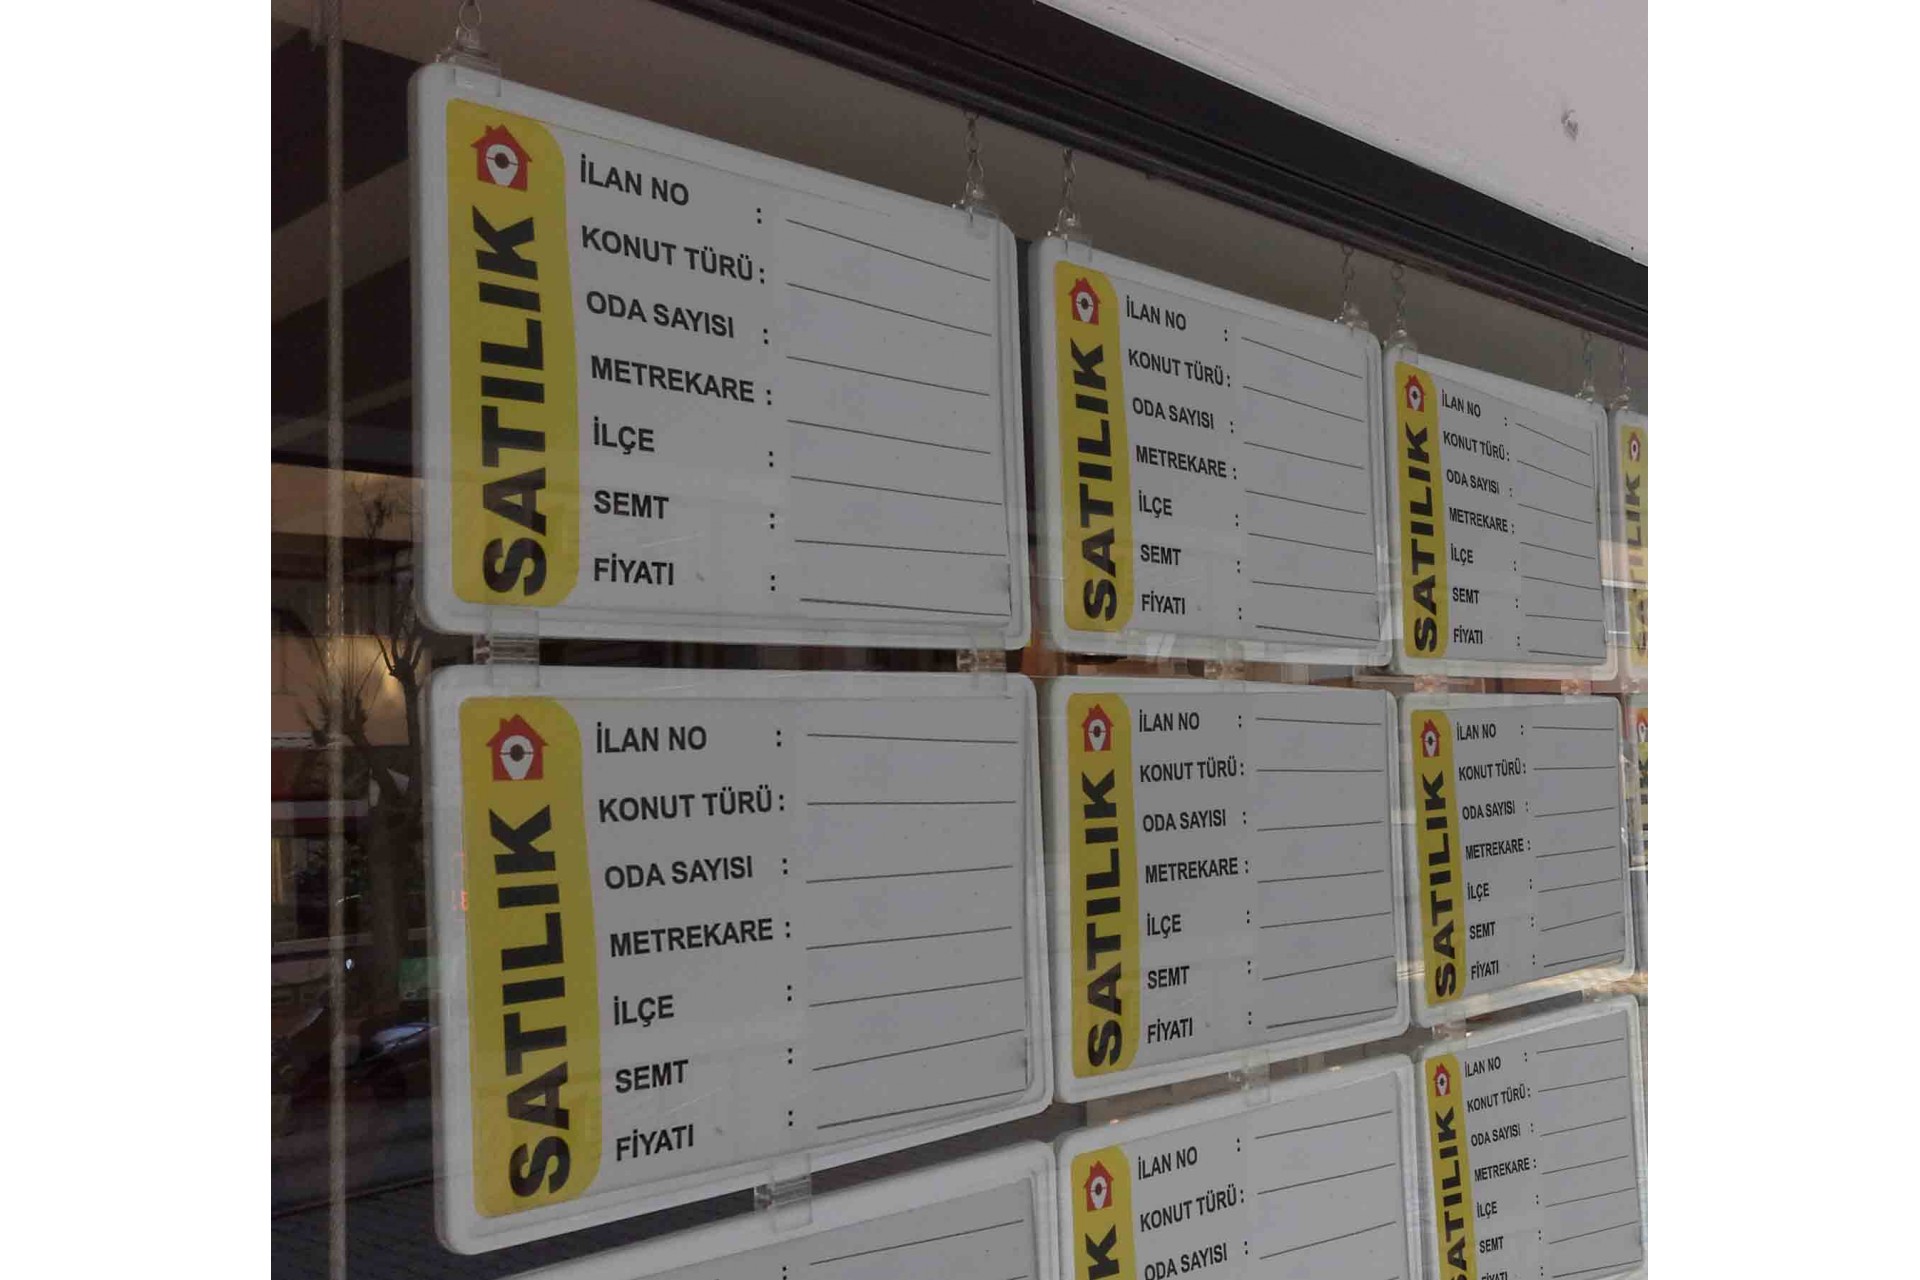 SATILIK
İLAN NO :
KONUT TÜRÜ :
ODA SAYISI :
METREKARE :
İLÇE :
SEMT :
FİYATI :
SATILIK
İLAN NO :
KONUT TÜRÜ :
ODA SAYISI :
METREKARE :
İLÇE :
SEMT :
FİYATI :
SATILIK
İLAN NO :
KONUT TÜRÜ :
ODA SAYISI :
METREKARE :
İLÇE :
SEMT :
FİYATI :
SATILIK
SATILIK
İLAN NO :
KONUT TÜRÜ :
ODA SAYISI :
METREKARE :
İLÇE :
SEMT :
FİYATI :
SATILIK
İLAN NO :
KONUT TÜRÜ :
ODA SAYISI :
METREKARE :
İLÇE :
SEMT :
FİYATI :
SATILIK
İLAN NO :
KONUT TÜRÜ :
ODA SAYISI :
METREKARE :
İLÇE :
SEMT :
FİYATI :
İLAN NO :
KONUT TÜRÜ :
ODA SAYISI :
SATILIK
İLAN NO :
KONUT TÜRÜ :
ODA SAYISI :
METREKARE :
İLÇE :
SEMT :
FİYATI